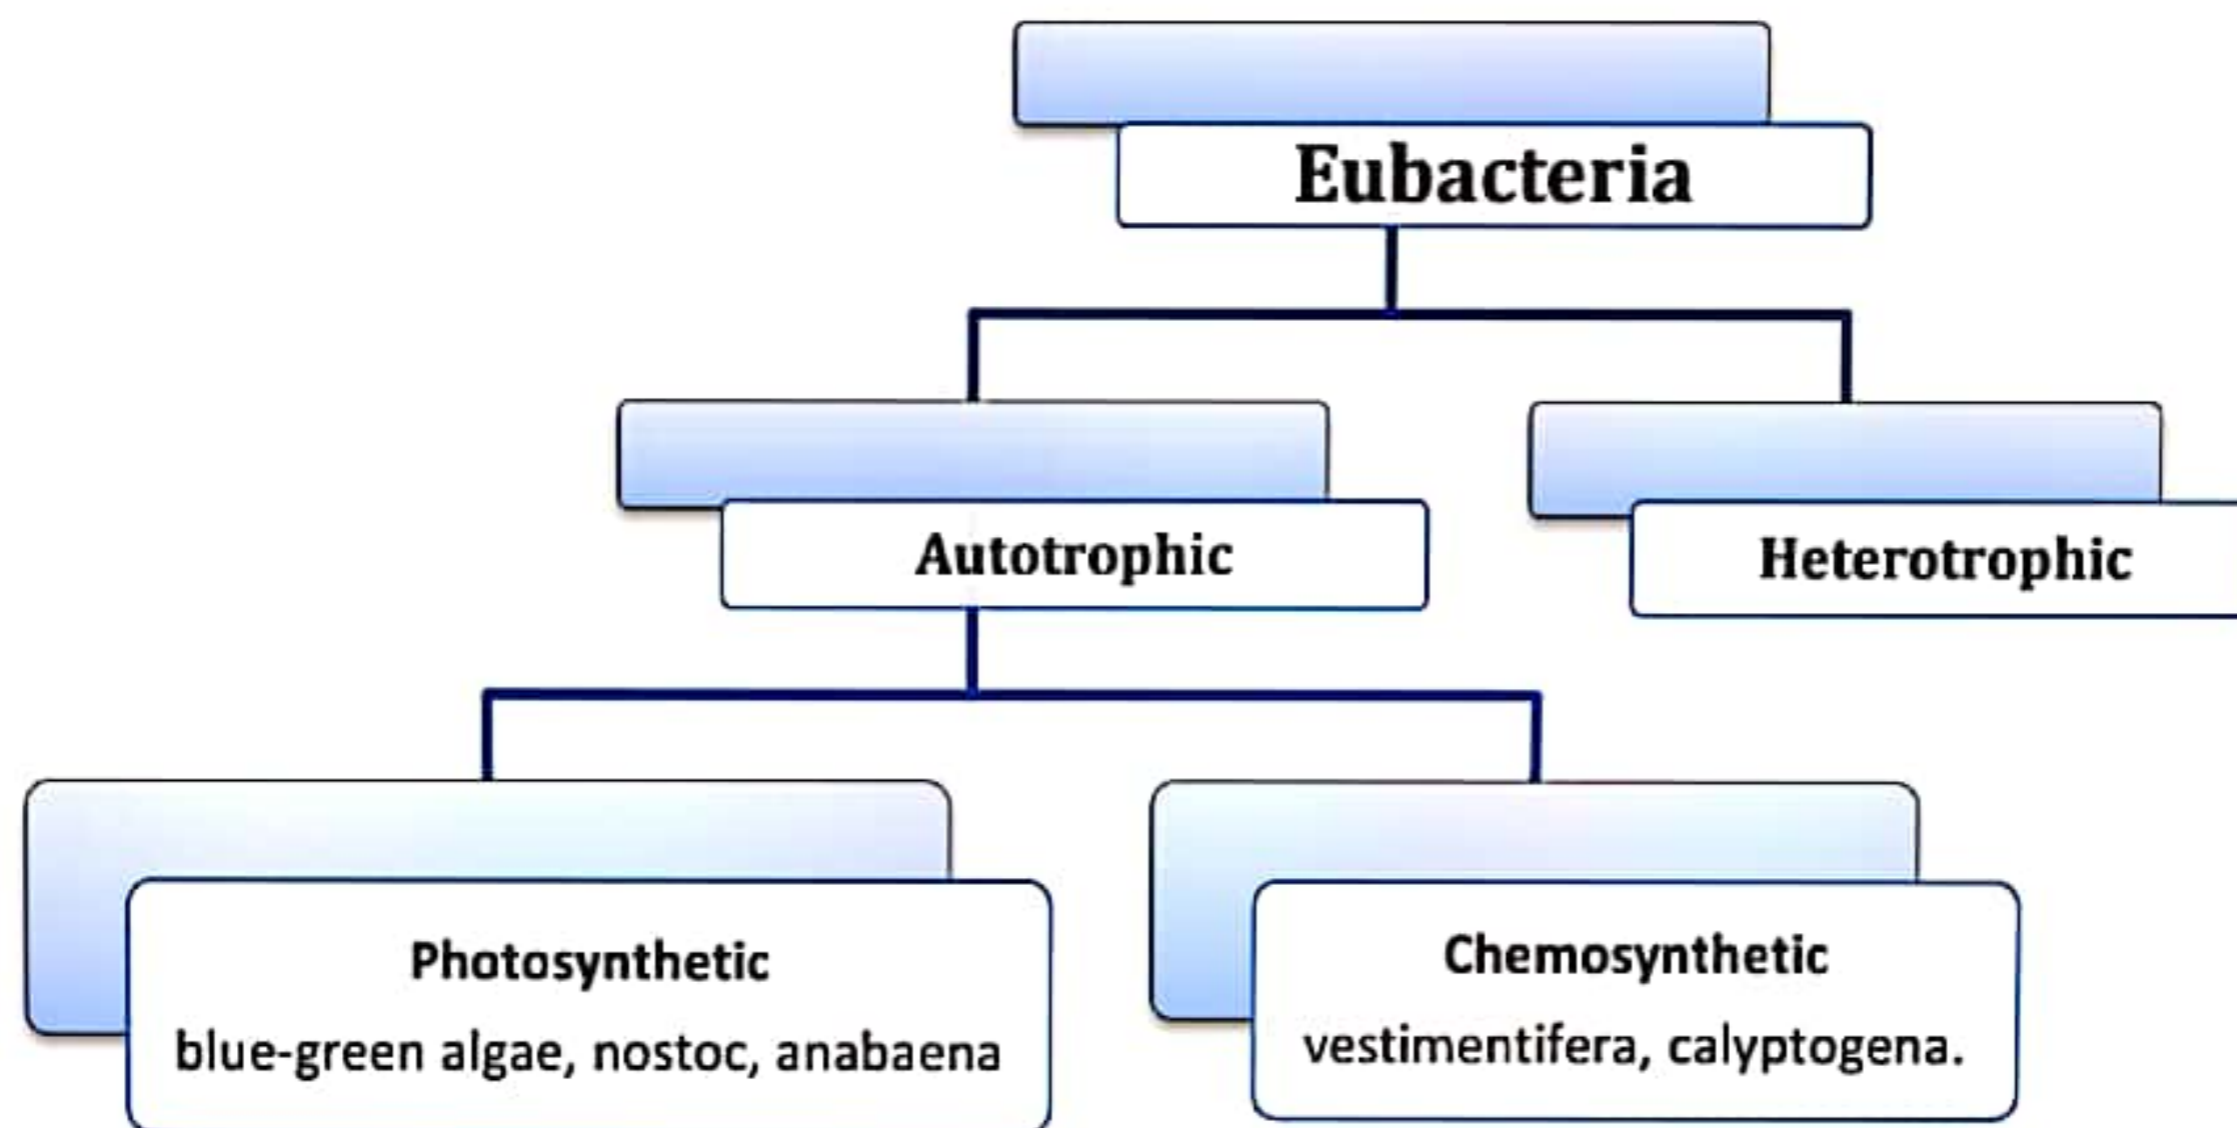 Eubacteria
Autotrophic
Heterotrophic
Photosynthetic
blue-green algae, nostoc, anabaena
Chemosynthetic
vestimentifera, calyptogena.